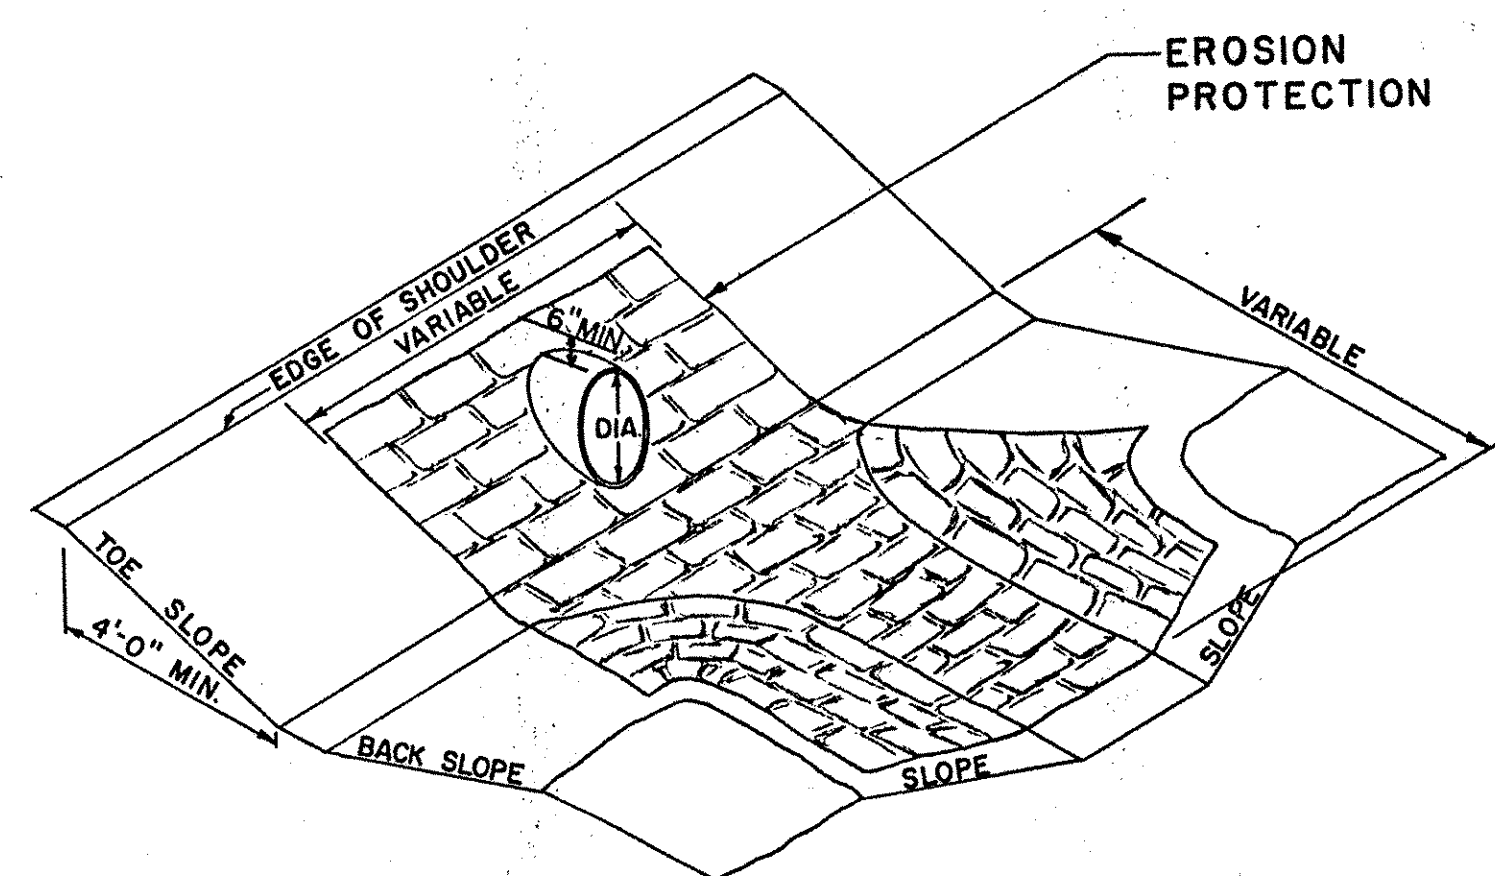 EROSION
PROTECTION
EDGE OF SHOULDER
VARIABLE
6" MIN.
VARIABLE
DIA.
TOE SLOPE
4'-0" MIN.
SLOPE
BACK SLOPE
SLOPE